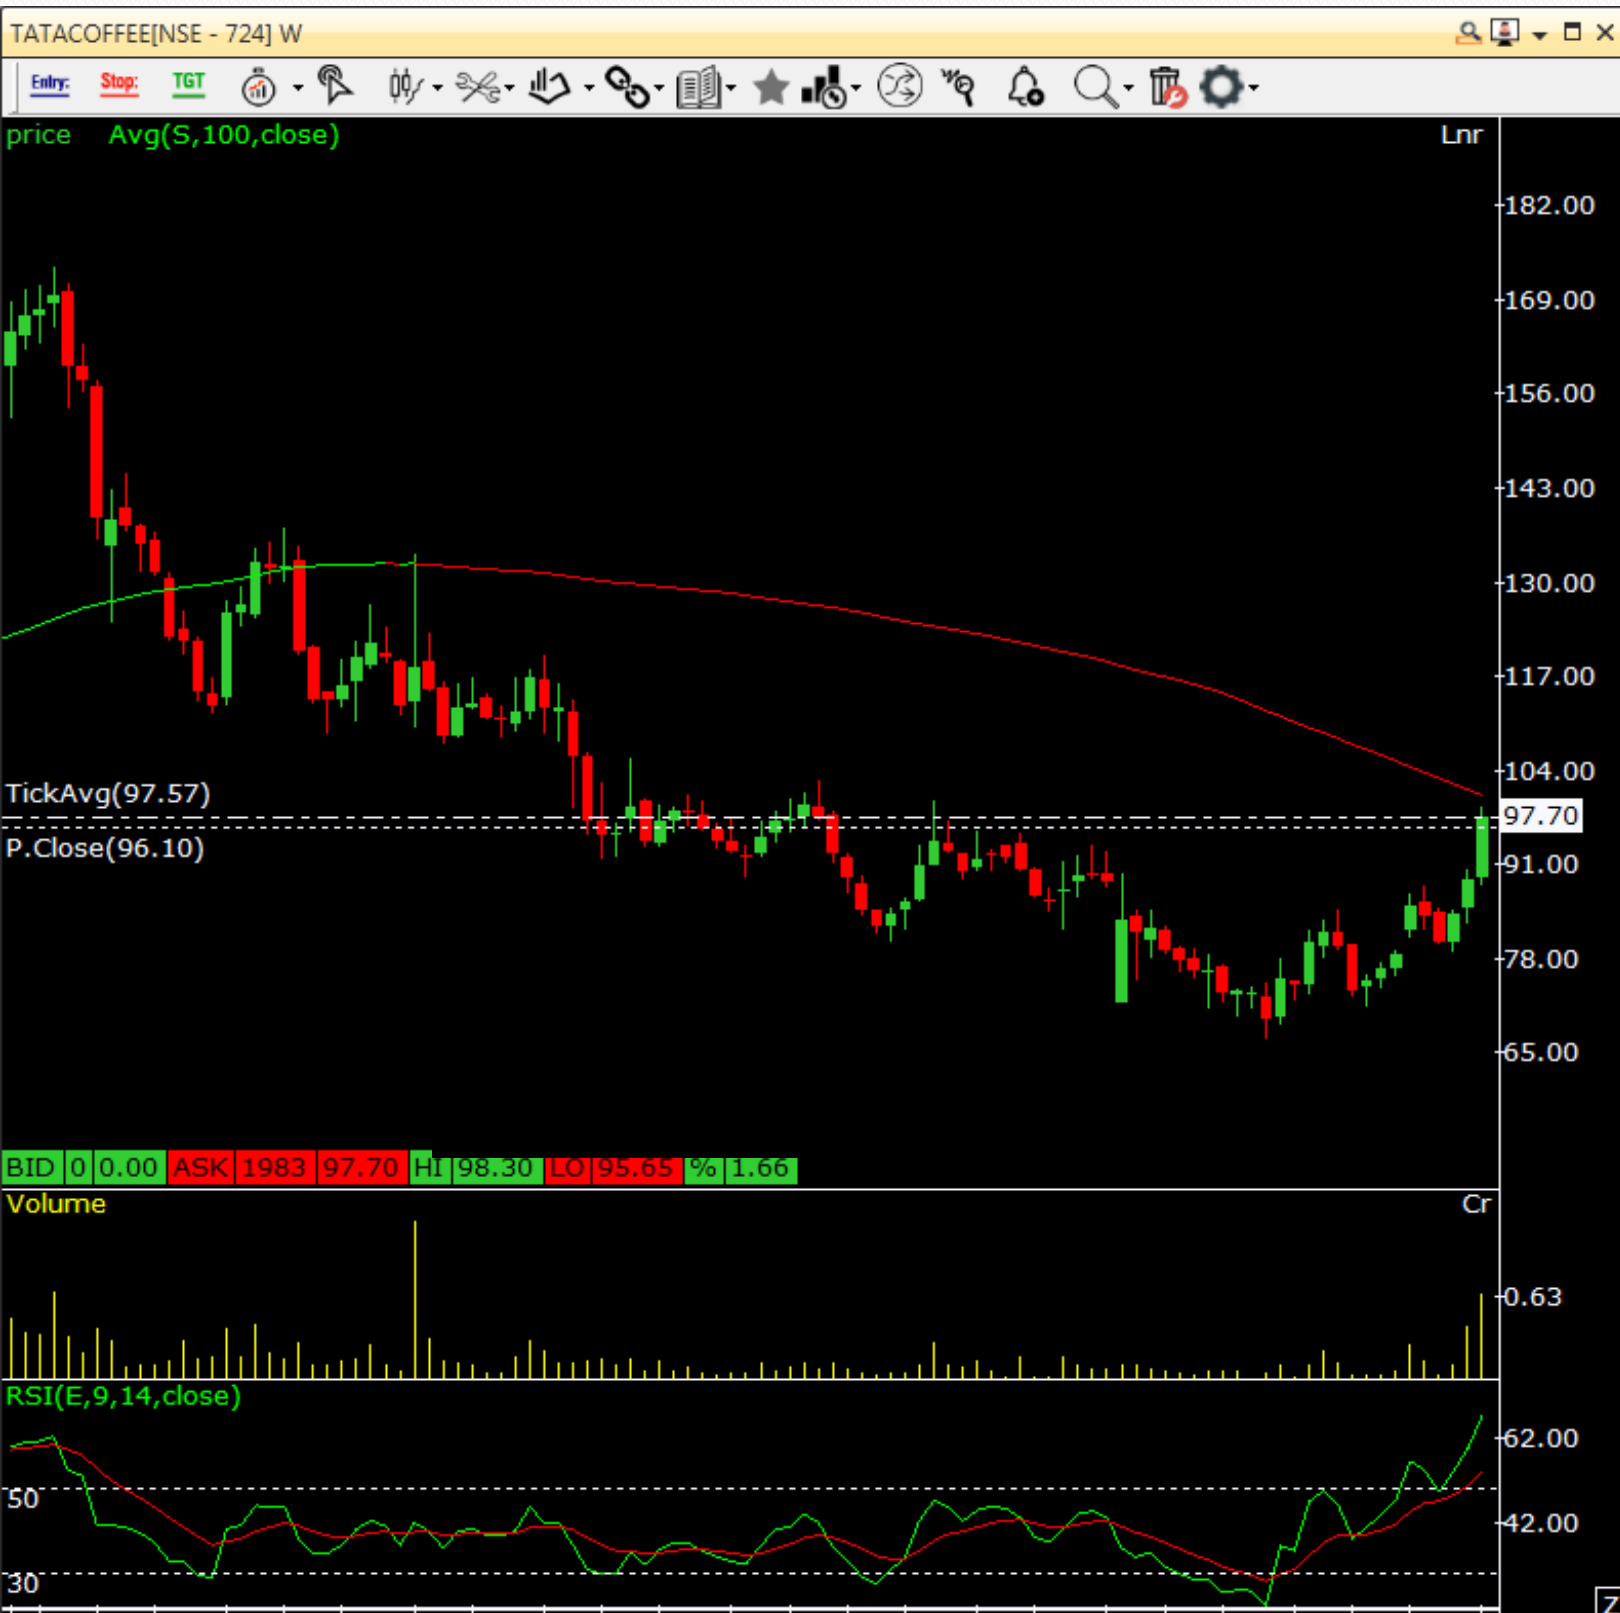 TATACOFFEE[NSE - 724] W
Entry: Stop: TGT
price Avg(S,100,close) Lnr
182.00
169.00
156.00
143.00
130.00
117.00
104.00
TickAvg(97.57)
97.70
P.Close(96.10)
91.00
78.00
65.00
BID 0 0.00 ASK 1983 97.70 HI 98.30 LO 95.65 % 1.66
Volume Cr
0.63
RSI(E,9,14,close)
62.00
50
42.00
30
Z